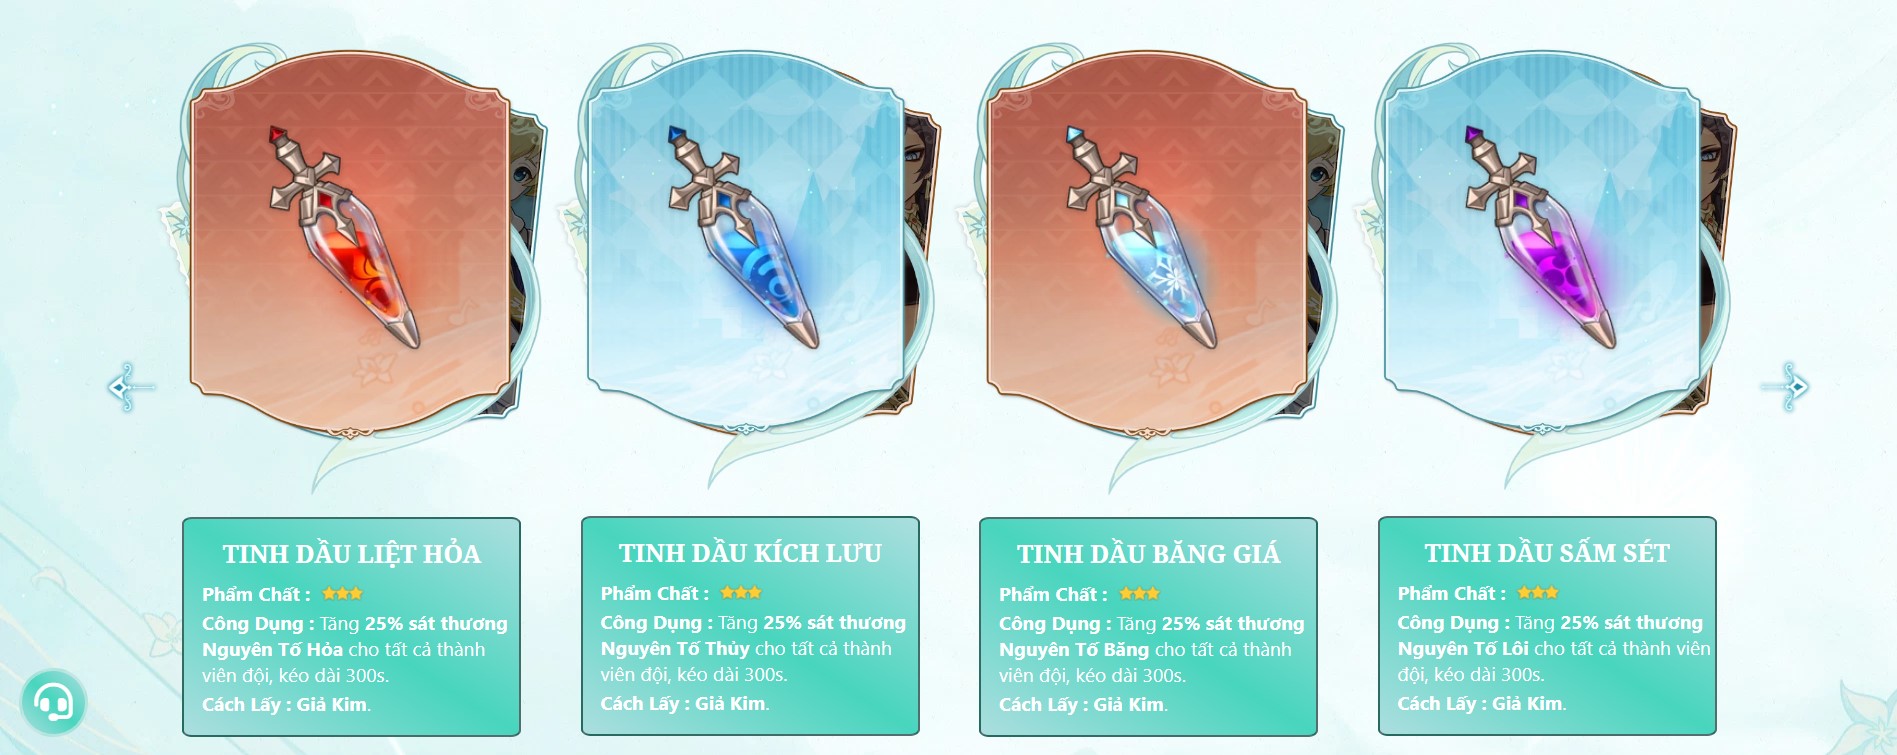 TINH DẦU LIỆT HỎA
Phẩm Chất :
Công Dụng : Tăng 25% sát thương
Nguyên Tố Hỏa cho tất cả thành
viên đội, kéo dài 300s.
Cách Lấy : Giả Kim.
TINH DẦU KÍCH LƯU
Phẩm Chất :
Công Dụng : Tăng 25% sát thương
Nguyên Tố Thủy cho tất cả thành
viên đội, kéo dài 300s.
Cách Lấy : Giả Kim.
TINH DẦU BĂNG GIÁ
Phẩm Chất :
Công Dụng : Tăng 25% sát thương
Nguyên Tố Băng cho tất cả thành
viên đội, kéo dài 300s.
Cách Lấy : Giả Kim.
TINH DẦU SẤM SÉT
Phẩm Chất :
Công Dụng : Tăng 25% sát thương
Nguyên Tố Lôi cho tất cả thành viên
đội, kéo dài 300s.
Cách Lấy : Giả Kim.